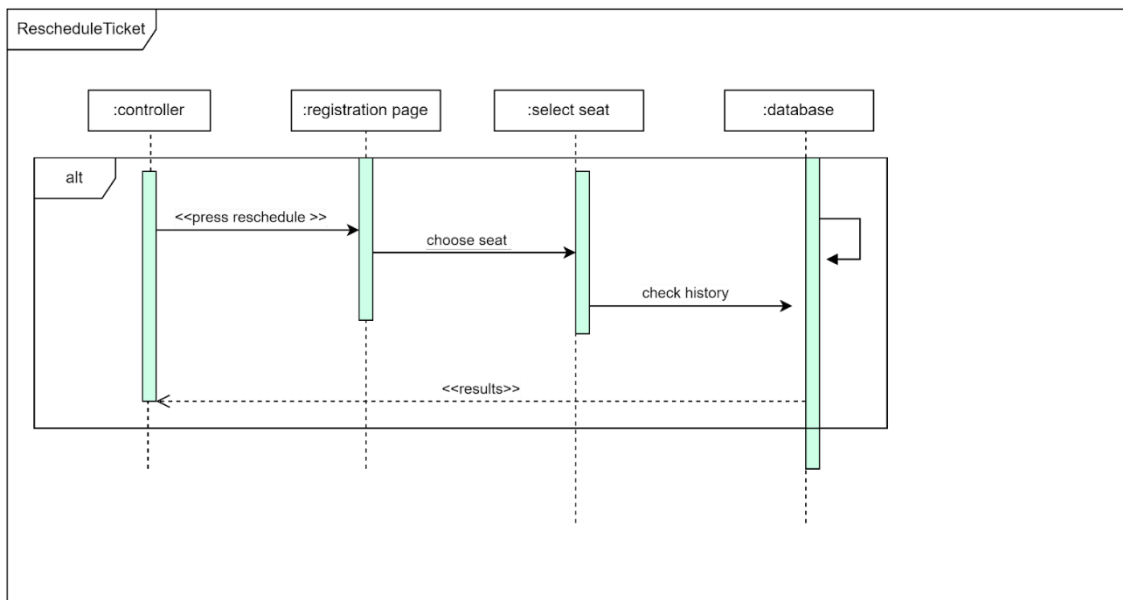 RescheduleTicket
:controller
:registration page
:select seat
:database
alt
<<press reschedule >>
choose seat
check history
<<results>>